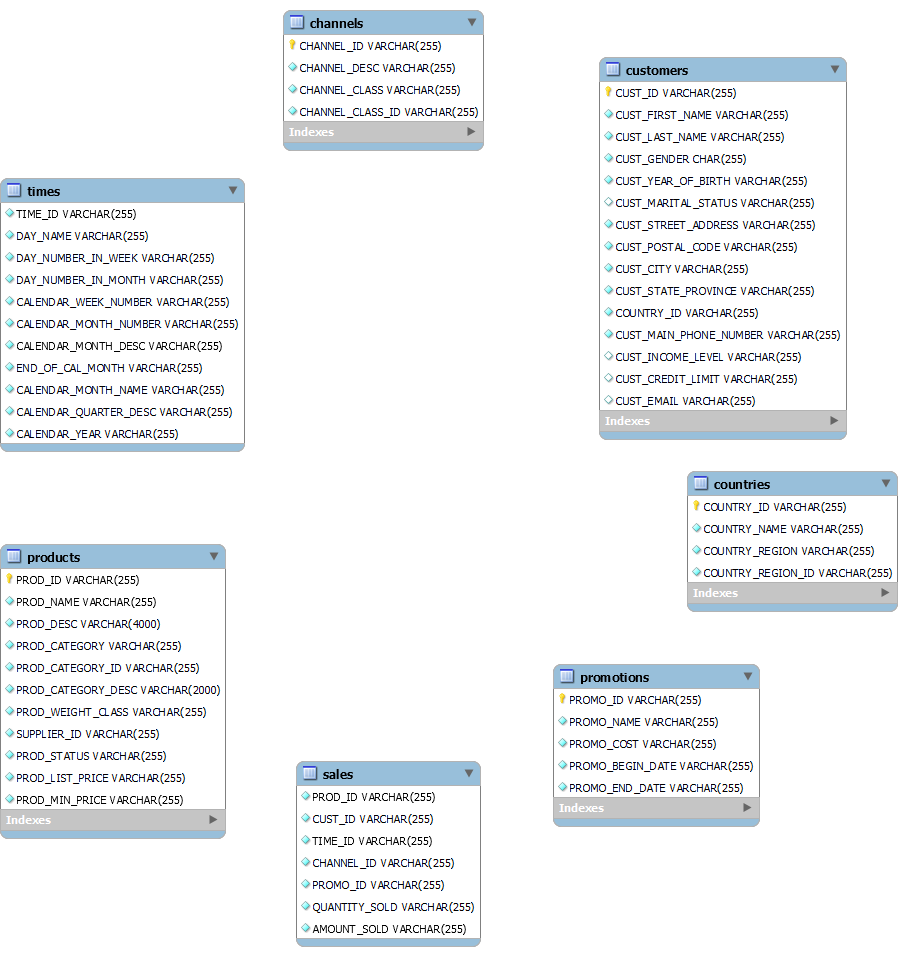 channels
CHANNEL_ID VARCHAR(255)
CHANNEL_DESC VARCHAR(255)
CHANNEL_CLASS VARCHAR(255)
CHANNEL_CLASS_ID VARCHAR(255)
Indexes
customers
CUST_ID VARCHAR(255)
CUST_FIRST_NAME VARCHAR(255)
CUST_LAST_NAME VARCHAR(255)
CUST_GENDER CHAR(255)
CUST_YEAR_OF_BIRTH VARCHAR(255)
CUST_MARITAL_STATUS VARCHAR(255)
CUST_STREET_ADDRESS VARCHAR(255)
CUST_POSTAL_CODE VARCHAR(255)
CUST_CITY VARCHAR(255)
CUST_STATE_PROVINCE VARCHAR(255)
COUNTRY_ID VARCHAR(255)
CUST_MAIN_PHONE_NUMBER VARCHAR(255)
CUST_INCOME_LEVEL VARCHAR(255)
CUST_CREDIT_LIMIT VARCHAR(255)
CUST_EMAIL VARCHAR(255)
Indexes
times
TIME_ID VARCHAR(255)
DAY_NAME VARCHAR(255)
DAY_NUMBER_IN_WEEK VARCHAR(255)
DAY_NUMBER_IN_MONTH VARCHAR(255)
CALENDAR_WEEK_NUMBER VARCHAR(255)
CALENDAR_MONTH_NUMBER VARCHAR(255)
CALENDAR_MONTH_DESC VARCHAR(255)
END_OF_CAL_MONTH VARCHAR(255)
CALENDAR_MONTH_NAME VARCHAR(255)
CALENDAR_QUARTER_DESC VARCHAR(255)
CALENDAR_YEAR VARCHAR(255)
countries
COUNTRY_ID VARCHAR(255)
COUNTRY_NAME VARCHAR(255)
COUNTRY_REGION VARCHAR(255)
COUNTRY_REGION_ID VARCHAR(255)
Indexes
products
PROD_ID VARCHAR(255)
PROD_NAME VARCHAR(255)
PROD_DESC VARCHAR(4000)
PROD_CATEGORY VARCHAR(255)
PROD_CATEGORY_ID VARCHAR(255)
PROD_CATEGORY_DESC VARCHAR(2000)
PROD_WEIGHT_CLASS VARCHAR(255)
SUPPLIER_ID VARCHAR(255)
PROD_STATUS VARCHAR(255)
PROD_LIST_PRICE VARCHAR(255)
PROD_MIN_PRICE VARCHAR(255)
Indexes
promotions
PROMO_ID VARCHAR(255)
PROMO_NAME VARCHAR(255)
PROMO_COST VARCHAR(255)
PROMO_BEGIN_DATE VARCHAR(255)
PROMO_END_DATE VARCHAR(255)
Indexes
sales
PROD_ID VARCHAR(255)
CUST_ID VARCHAR(255)
TIME_ID VARCHAR(255)
CHANNEL_ID VARCHAR(255)
PROMO_ID VARCHAR(255)
QUANTITY_SOLD VARCHAR(255)
AMOUNT_SOLD VARCHAR(255)